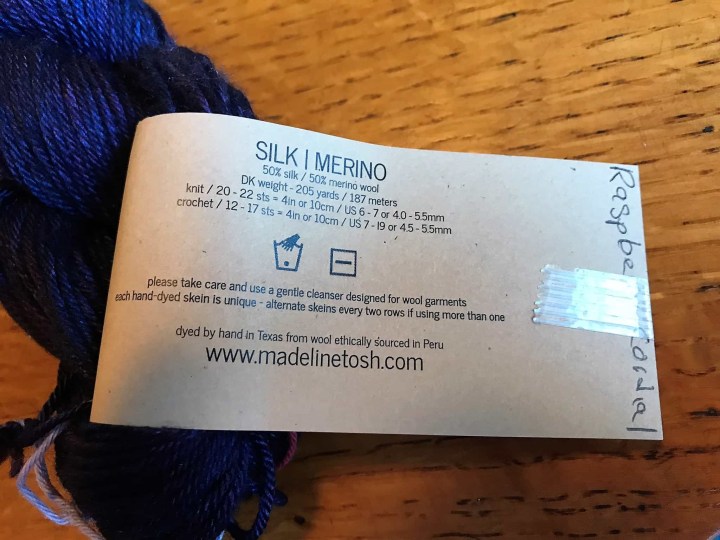 SILK | MERINO
50% silk / 50% merino wool
DK weight - 205 yards / 187 meters
knit / 20 - 22 sts = 4in or 10cm / US 6 - 7 or 4.0 - 5.5mm
crochet / 12 - 17 sts = 4in or 10cm / US 7 - I9 or 4.5 - 5.5mm
please take care and use a gentle cleanser designed for wool garments
each hand-dyed skein is unique - alternate skeins every two rows if using more than one
dyed by hand in Texas from wool ethically sourced in Peru
www.madelinetosh.com